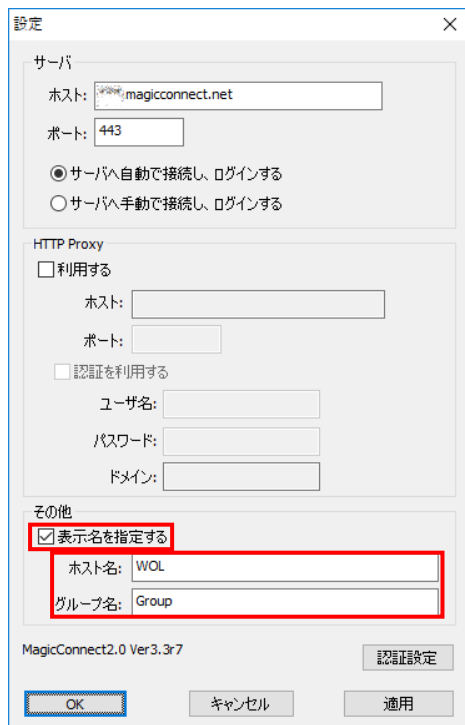 設定
サーバ
ホスト: magicconnect.net
ポート: 443
サーバへ自動で接続し、ログインする
サーバへ手動で接続し、ログインする
HTTP Proxy
利用する
ホスト:
ポート:
認証を利用する
ユーザ名:
パスワード:
ドメイン:
その他
表示名を指定する
ホスト名: WOL
グループ名: Group
MagicConnect2.0 Ver3.3r7
認証設定
OK キャンセル 適用